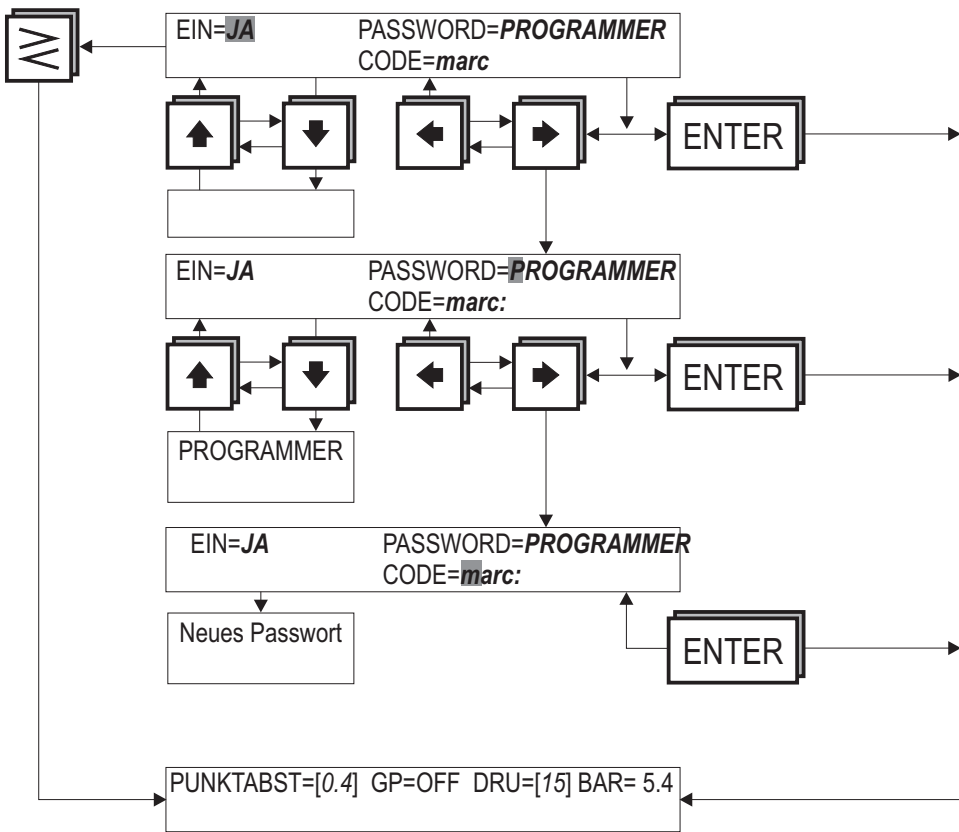 EIN=JA PASSWORD=PROGRAMMER
CODE=marc
ENTER
EIN=JA PASSWORD=PROGRAMMER
CODE=marc:
ENTER
PROGRAMMER
EIN=JA PASSWORD=PROGRAMMER
CODE=marc:
Neues Passwort
ENTER
PUNKTABST=[0.4] GP=OFF DRU=[15] BAR= 5.4